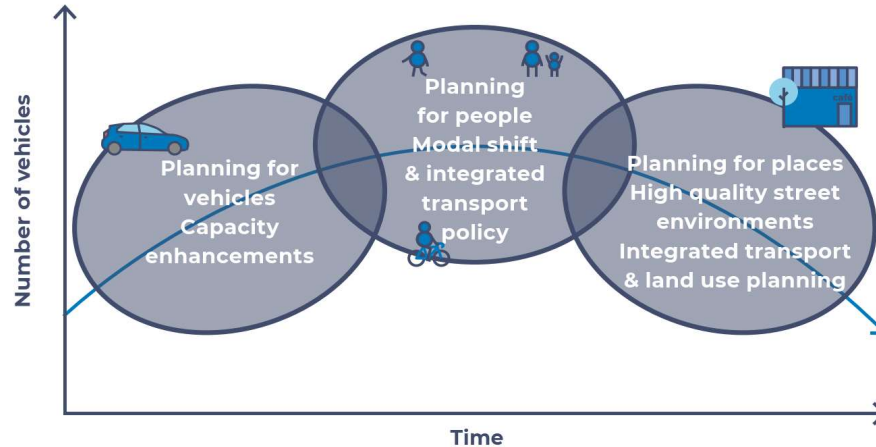 Number of vehicles
Planning for
vehicles
Capacity
enhancements
Planning
for people
Modal shift
& integrated
transport
policy
café
Planning for places
High quality street
environments
Integrated transport
& land use planning
Time